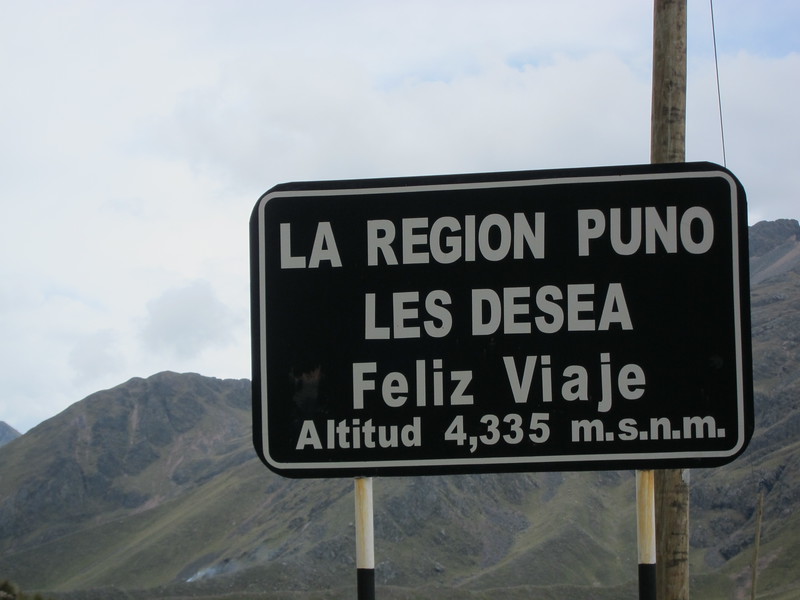 LA REGION PUNO
LES DESEA
Feliz Viaje
Altitud 4,335 m.s.n.m.